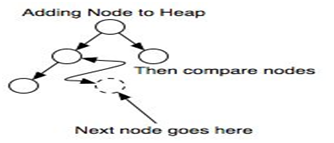 Adding Node to Heap
Then compare nodes
Next node goes here